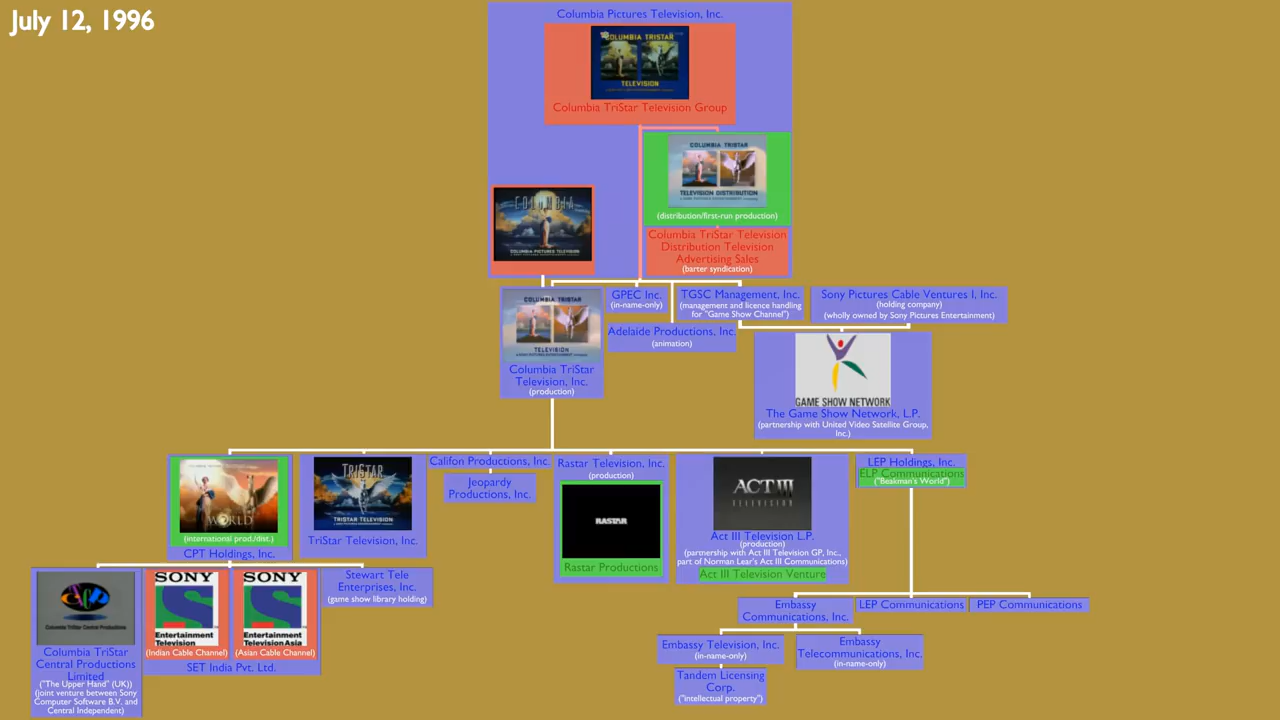 July 12, 1996
Columbia Pictures Television, Inc.
COLUMBIA TRISTAR
TELEVISION
Columbia TriStar Television Group
COLUMBIA TRISTAR
TELEVISION DISTRIBUTION
(distribution/first-run production)
COLUMBIA
COLUMBIA PICTURES TELEVISION
Columbia TriStar Television
Distribution Television
Advertising Sales
(barter syndication)
COLUMBIA TRISTAR
TELEVISION
Columbia TriStar
Television, Inc.
(production)
GPEC Inc.
(in-name-only)
TGSC Management, Inc.
(management and licence handling
for "Game Show Channel")
Sony Pictures Cable Ventures I, Inc.
(holding company)
(wholly owned by Sony Pictures Entertainment)
Adelaide Productions, Inc.
(animation)
GAME SHOW NETWORK
The Game Show Network, L.P.
(partnership with United Video Satellite Group,
Inc.)
WORLD
(international prod./dist.)
CPT Holdings, Inc.
TRISTAR
TRISTAR TELEVISION
TriStar Television, Inc.
Califon Productions, Inc.
Jeopardy
Productions, Inc.
Rastar Television, Inc.
(production)
RASTAR
Rastar Productions
ACT III
TELEVISION
Act III Television L.P.
(production)
(partnership with Act III Television GP, Inc.,
part of Norman Lear's Act III Communications)
Act III Television Venture
LEP Holdings, Inc.
ELP Communications
("Beakman's World")
Columbia TriStar Central Productions
Columbia TriStar
Central Productions
Limited
("The Upper Hand" (UK))
(joint venture between Sony
Computer Software B.V. and
Central Independent)
SONY
Entertainment
Television
(Indian Cable Channel)
SONY
Entertainment
Television Asia
(Asian Cable Channel)
SET India Pvt. Ltd.
Stewart Tele
Enterprises, Inc.
(game show library holding)
Embassy
Communications, Inc.
LEP Communications
PEP Communications
Embassy Television, Inc.
(in-name-only)
Embassy
Telecommunications, Inc.
(in-name-only)
Tandem Licensing
Corp.
("intellectual property")